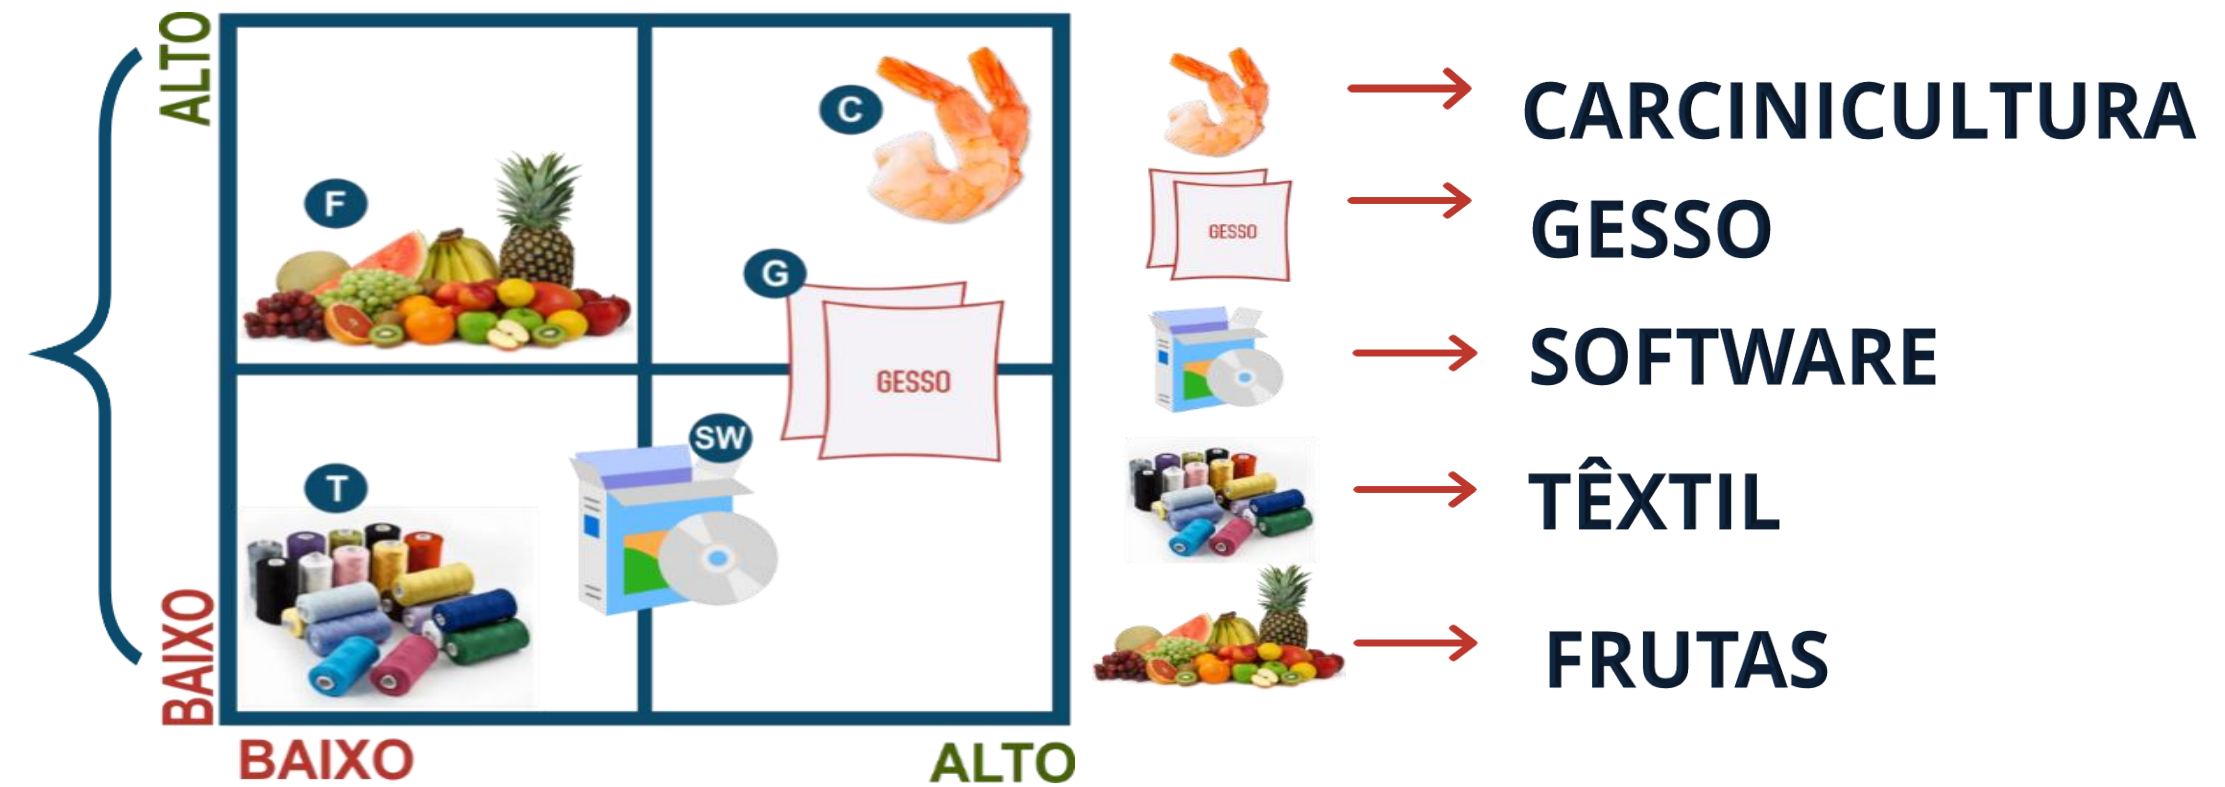 ALTO
C
CARCINICULTURA
F
GESSO
G
GESSO
GESSO
SOFTWARE
SW
T
TÊXTIL
BAIXO
FRUTAS
BAIXO
ALTO